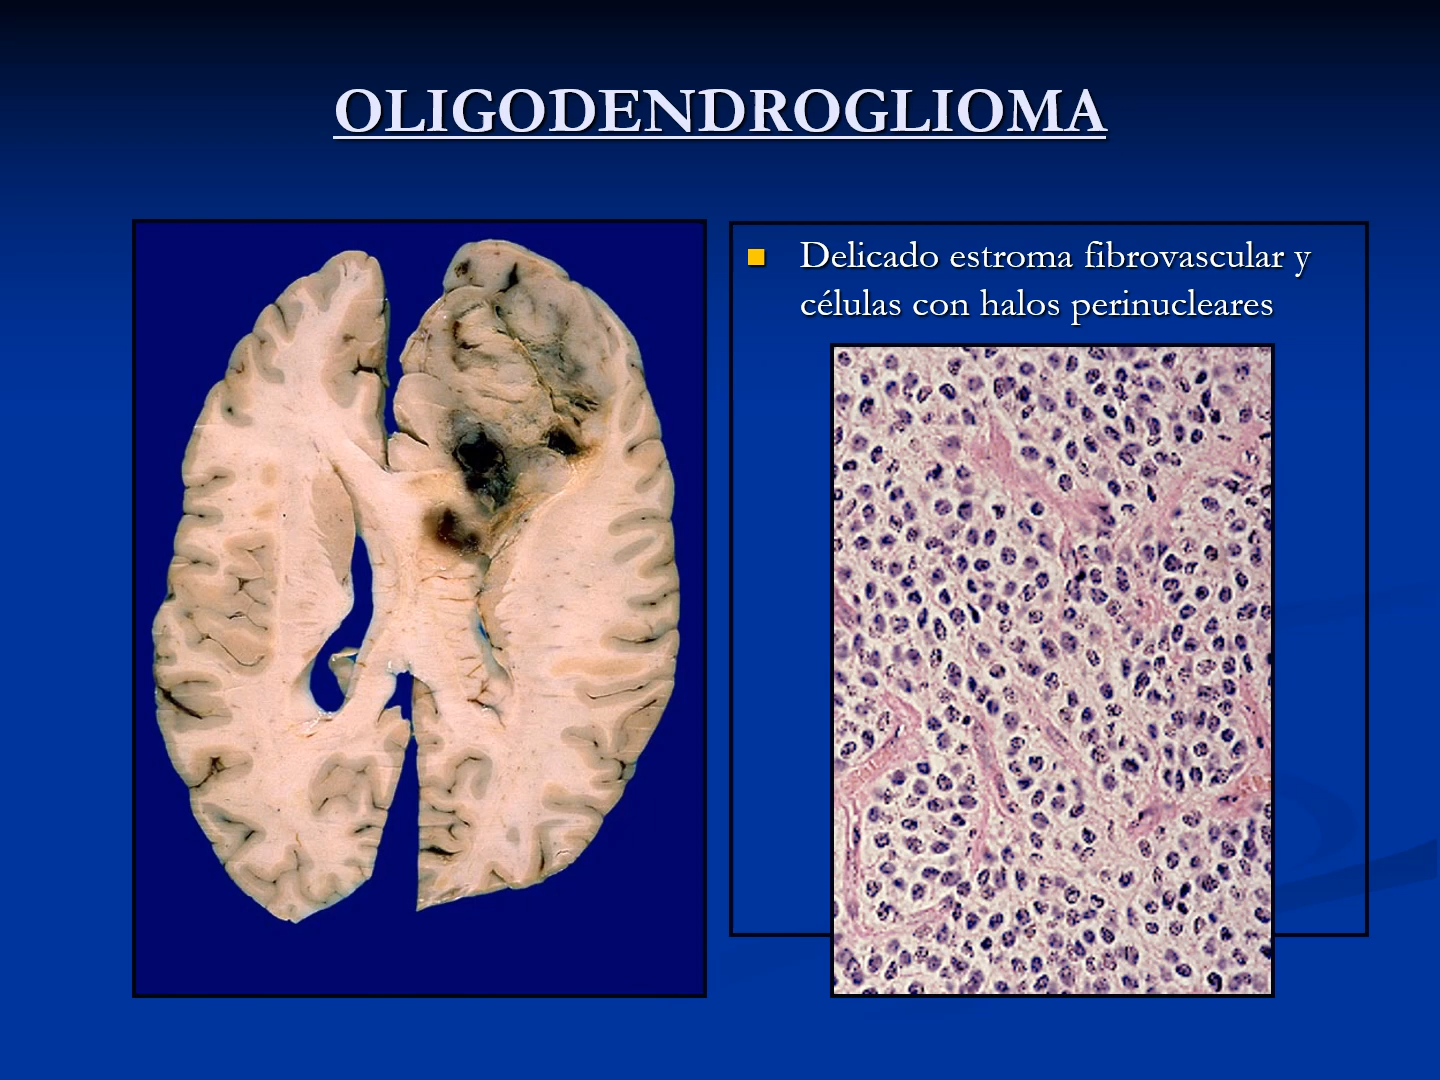 OLIGODENDROGLIOMA
Delicado estroma fibrovascular y
células con halos perinucleares